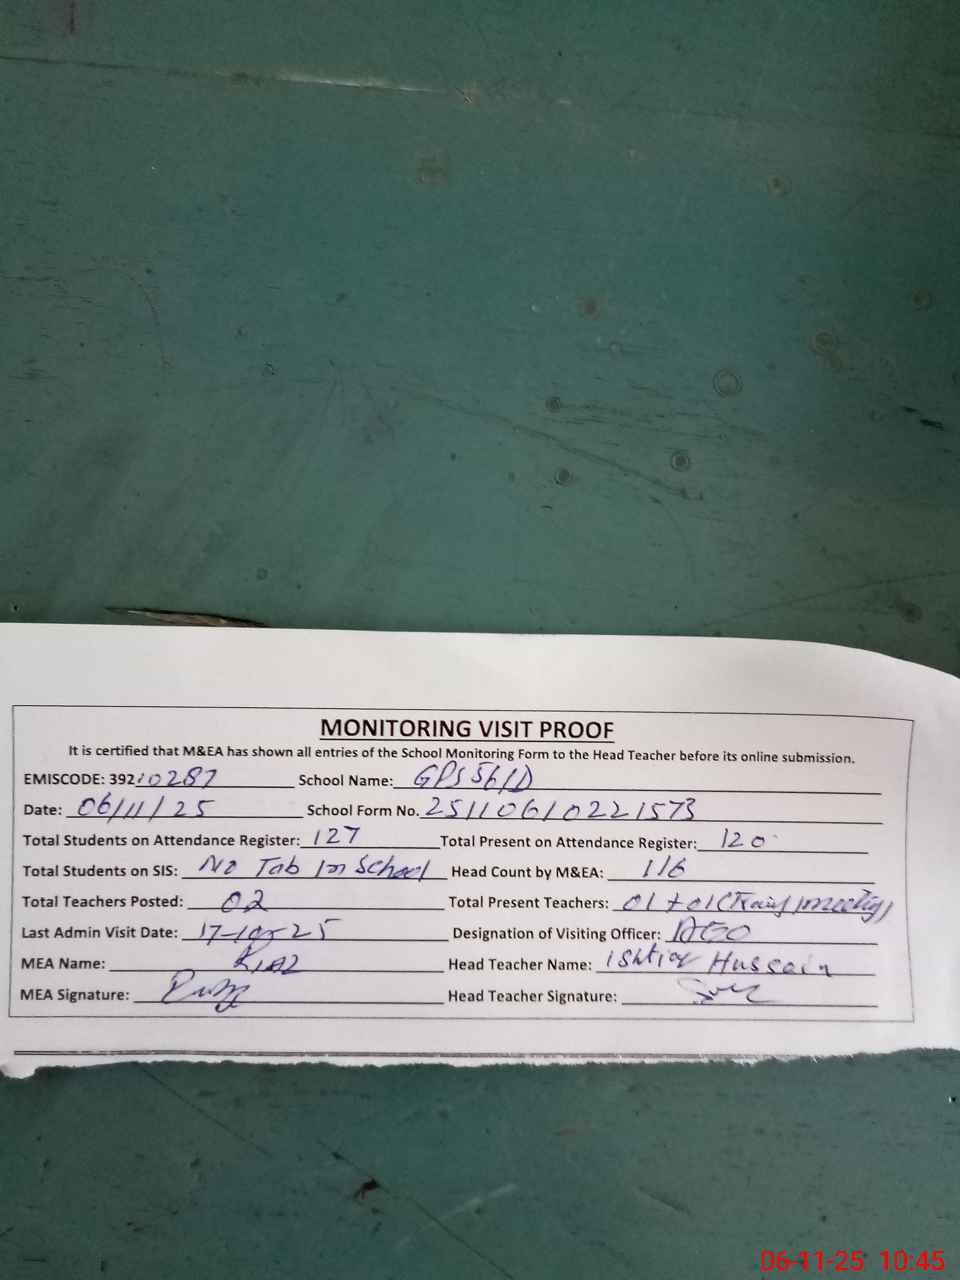 MONITORING VISIT PROOF
It is certified that M&EA has shown all entries of the School Monitoring Form to the Head Teacher before its online submission.
EMISCODE: 39210287 School Name: GPS 56/D
Date: 06/11/25 School Form No. 2511061022 1573
Total Students on Attendance Register: 127 Total Present on Attendance Register: 120
Total Students on SIS: No Tab In School Head Count by M&EA: 116
Total Teachers Posted: 02 Total Present Teachers: 01+01 (Traing/meeting)
Last Admin Visit Date: 17-10-25 Designation of Visiting Officer: AEO
MEA Name: Riaz Head Teacher Name: Ishtiaq Hussain
MEA Signature: Head Teacher Signature:
06-11-25 10:45